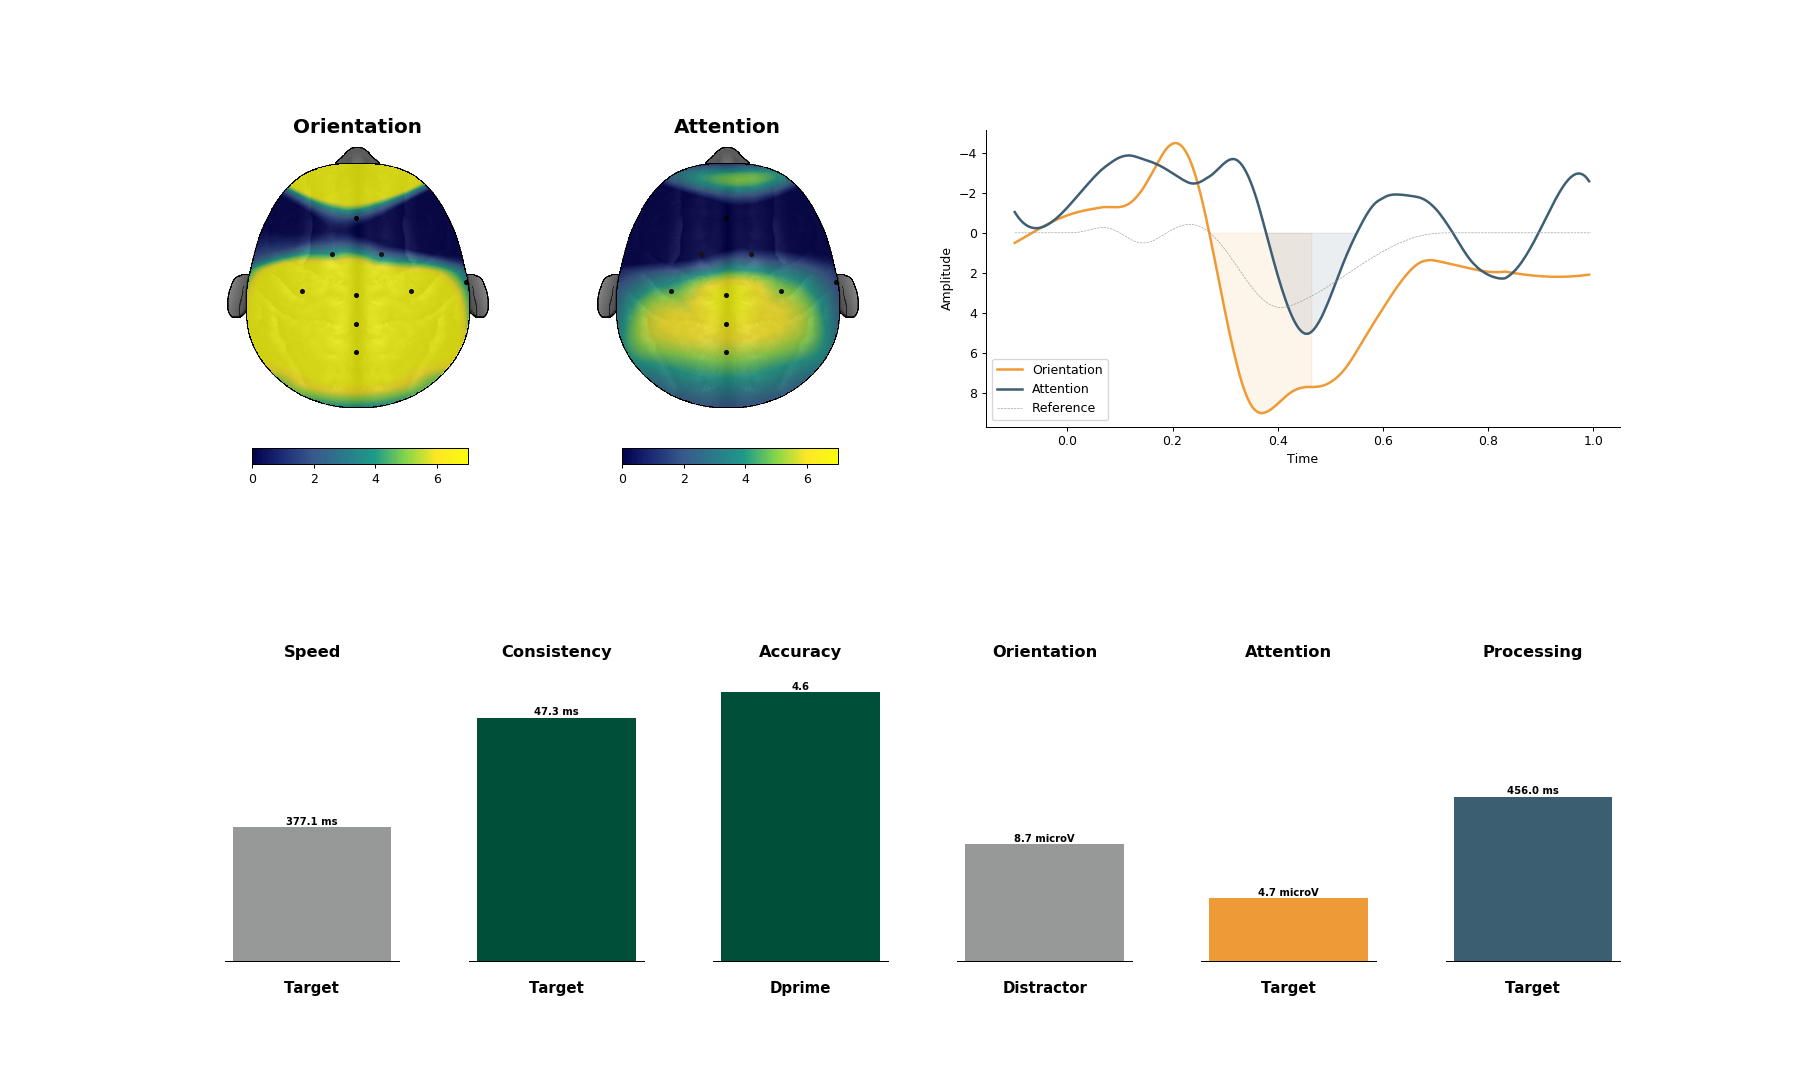 Orientation
Attention
0 2 4 6
0 2 4 6
Amplitude
−4
−2
0
2
4
6
8
Orientation
Attention
Reference
0.0 0.2 0.4 0.6 0.8 1.0
Time
Speed
377.1 ms
Target
Consistency
47.3 ms
Target
Accuracy
4.6
Dprime
Orientation
8.7 microV
Distractor
Attention
4.7 microV
Target
Processing
456.0 ms
Target